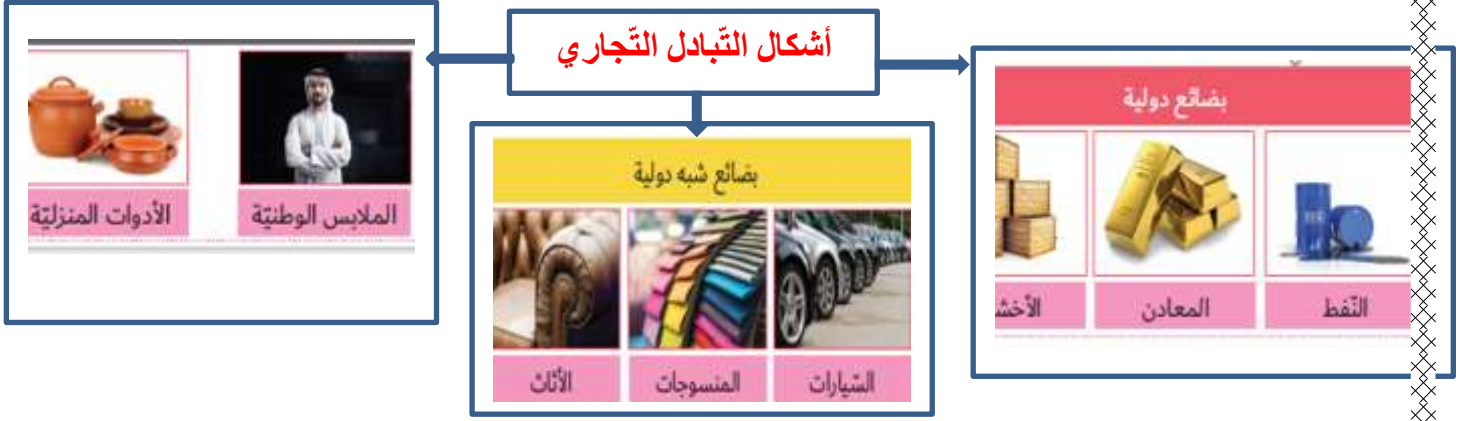 أشكال التّبادل التّجاري
بضائع دولية
النّفط
المعادن
بضائع شبه دولية
السّيارات
المنسوجات
الأثاث
الملابس الوطنيّة
الأدوات المنزليّة